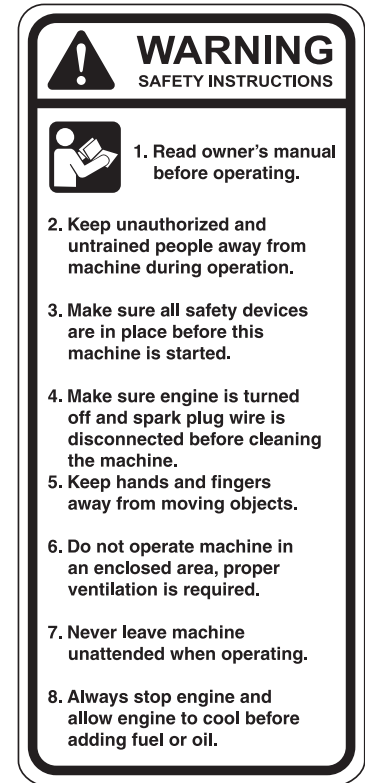 WARNING
SAFETY INSTRUCTIONS
1. Read owner's manual
before operating.
2. Keep unauthorized and
untrained people away from
machine during operation.
3. Make sure all safety devices
are in place before this
machine is started.
4. Make sure engine is turned
off and spark plug wire is
disconnected before cleaning
the machine.
5. Keep hands and fingers
away from moving objects.
6. Do not operate machine in
an enclosed area, proper
ventilation is required.
7. Never leave machine
unattended when operating.
8. Always stop engine and
allow engine to cool before
adding fuel or oil.